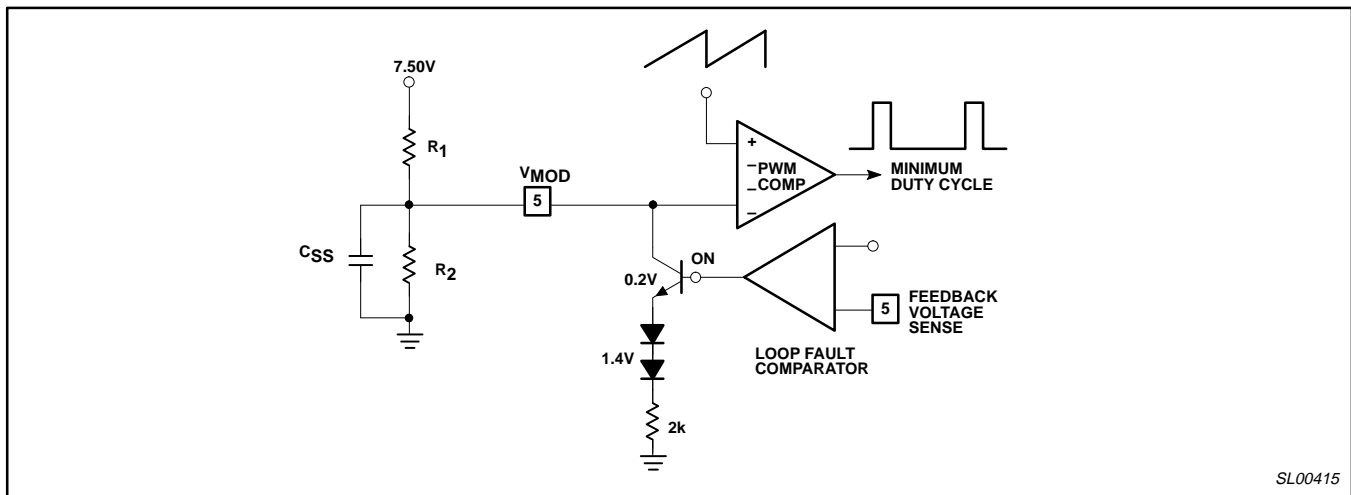 7.50V
R1
VMOD
5
CSS
R2
+
–
PWM
COMP
–
–
MINIMUM
DUTY CYCLE
ON
0.2V
5
FEEDBACK
VOLTAGE
SENSE
LOOP FAULT
COMPARATOR
1.4V
2k
SL00415